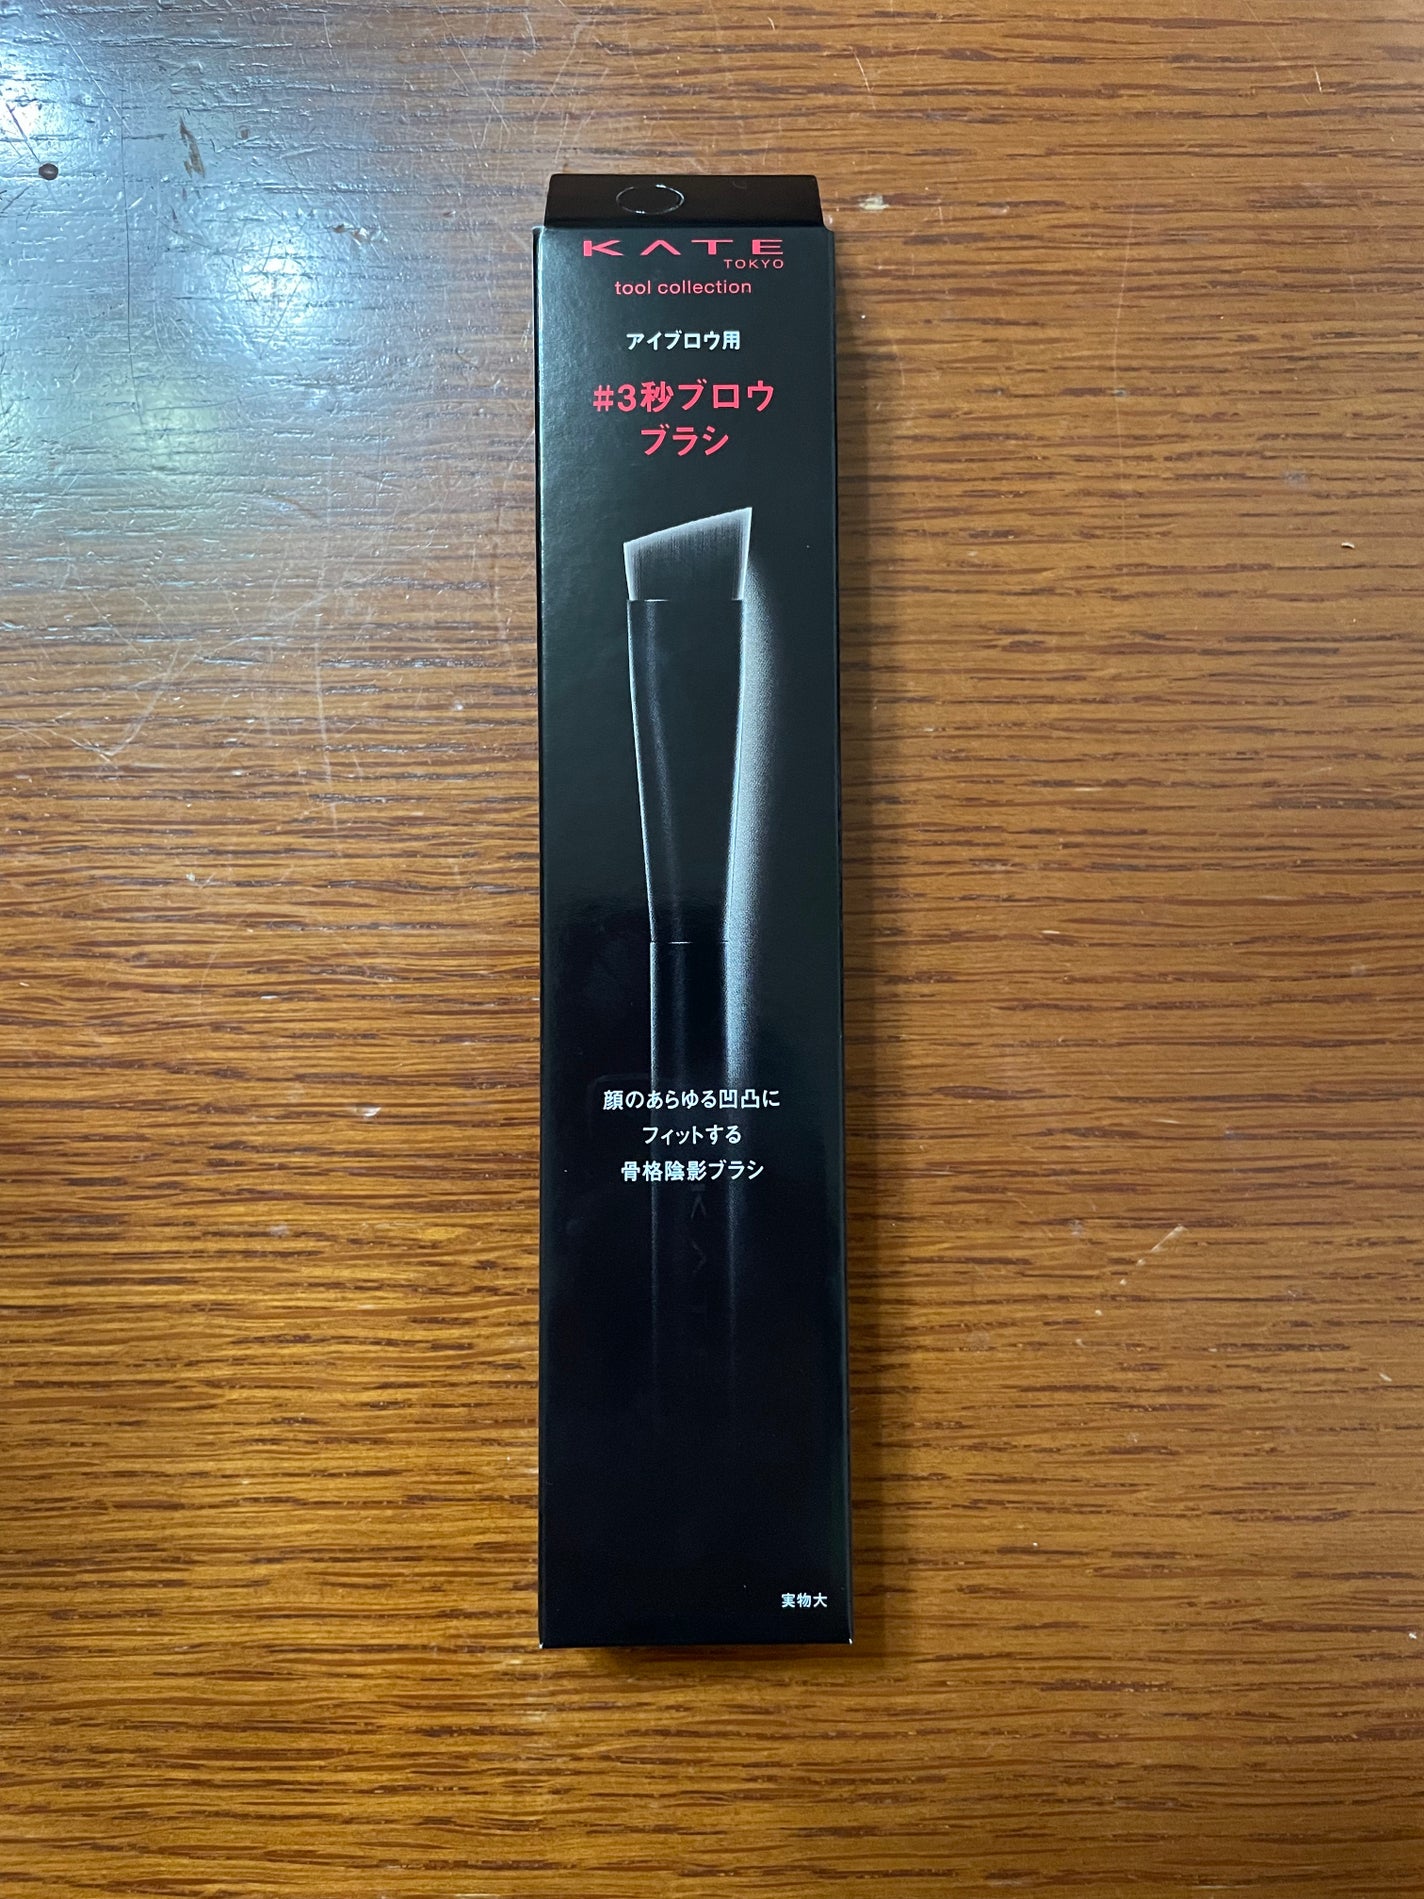 KATE
TOKYO
tool collection
アイブロウ用
#3秒ブロウ
ブラシ
顔のあらゆる凹凸に
フィットする
骨格陰影ブラシ
KAT
実物大